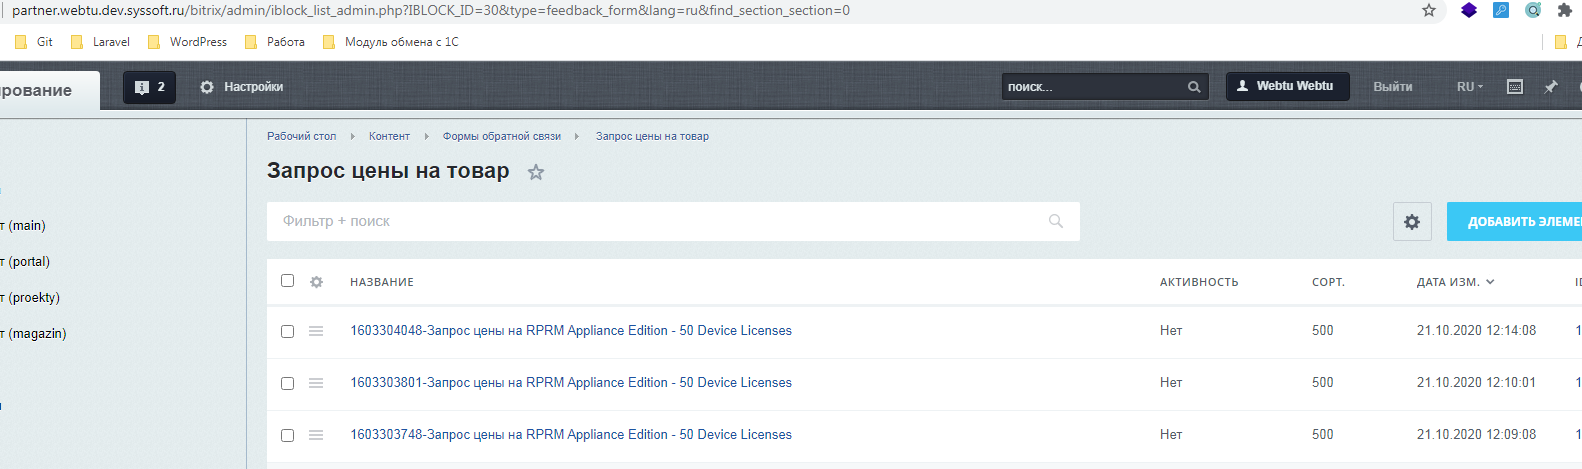 partner.webtu.dev.syssoft.ru/bitrix/admin/iblock_list_admin.php?IBLOCK_ID=30&type=feedback_form&lang=ru&find_section_section=0
Git Laravel WordPress Работа Модуль обмена с 1С Д
рование 2 Настройки поиск... Webtu Webtu Выйти RU
Рабочий стол Контент Формы обратной связи Запрос цены на товар
Запрос цены на товар
т (main)
Фильтр + поиск ДОБАВИТЬ ЭЛЕМЕ
т (portal)
т (proekty)
т (magazin)
НАЗВАНИЕ АКТИВНОСТЬ СОРТ. ДАТА ИЗМ. ID
1603304048-Запрос цены на RPRM Appliance Edition - 50 Device Licenses Нет 500 21.10.2020 12:14:08 1
1603303801-Запрос цены на RPRM Appliance Edition - 50 Device Licenses Нет 500 21.10.2020 12:10:01 1
1603303748-Запрос цены на RPRM Appliance Edition - 50 Device Licenses Нет 500 21.10.2020 12:09:08 1